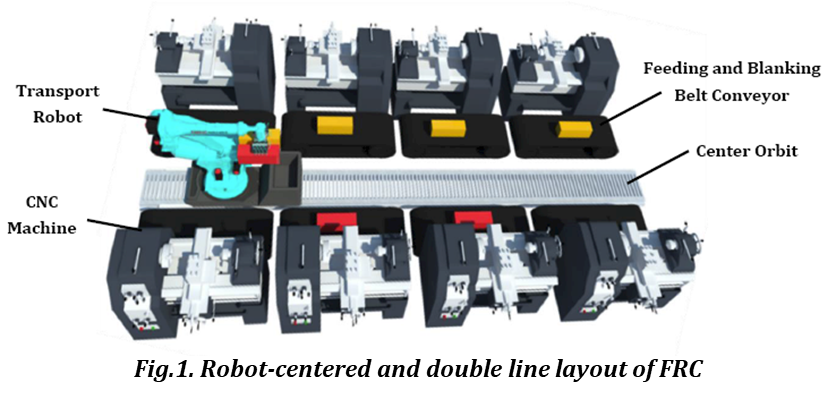 Transport
Robot
Feeding and Blanking
Belt Conveyor
Center Orbit
CNC
Machine
Fig.1. Robot-centered and double line layout of FRC